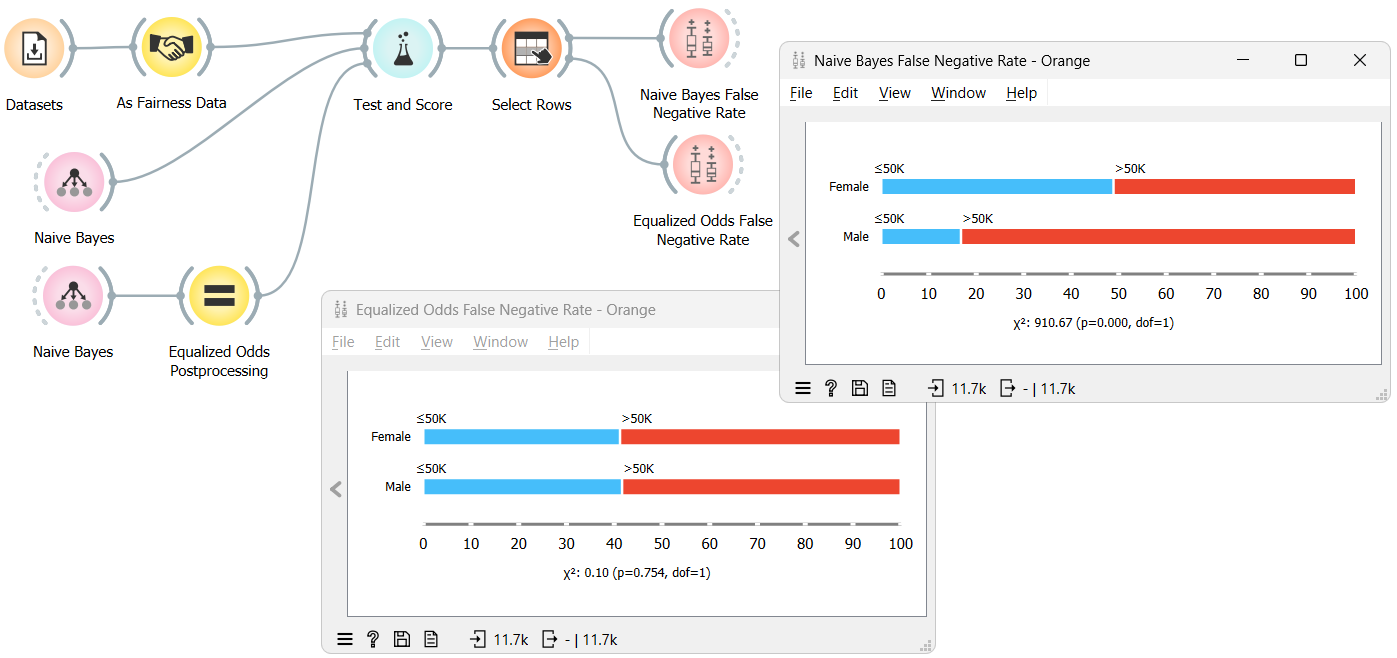 Datasets
As Fairness Data
Test and Score
Select Rows
Naive Bayes False
Negative Rate
Equalized Odds False
Negative Rate
Naive Bayes
Naive Bayes
Equalized Odds
Postprocessing
Naive Bayes False Negative Rate - Orange
File Edit View Window Help
≤50K >50K
Female
≤50K >50K
Male
0 10 20 30 40 50 60 70 80 90 100
χ²: 910.67 (p=0.000, dof=1)
11.7k - | 11.7k
Equalized Odds False Negative Rate - Orange
File Edit View Window Help
≤50K >50K
Female
≤50K >50K
Male
0 10 20 30 40 50 60 70 80 90 100
χ²: 0.10 (p=0.754, dof=1)
11.7k - | 11.7k